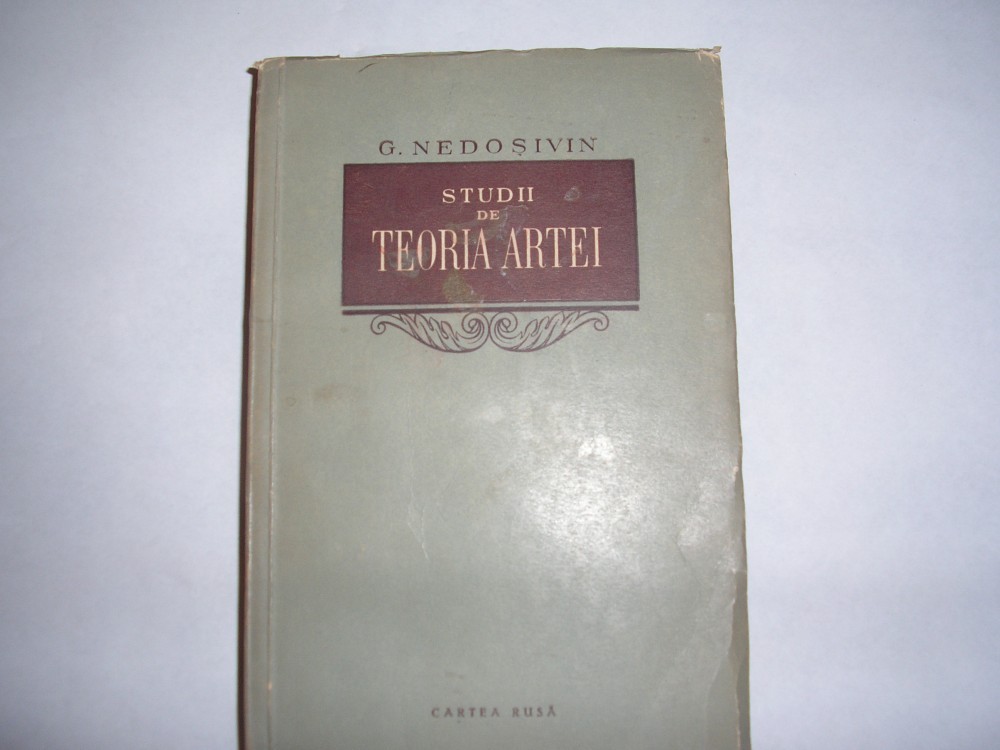 G. NEDOȘIVIN
STUDII
DE
TEORIA ARTEI
CARTEA RUSĂ